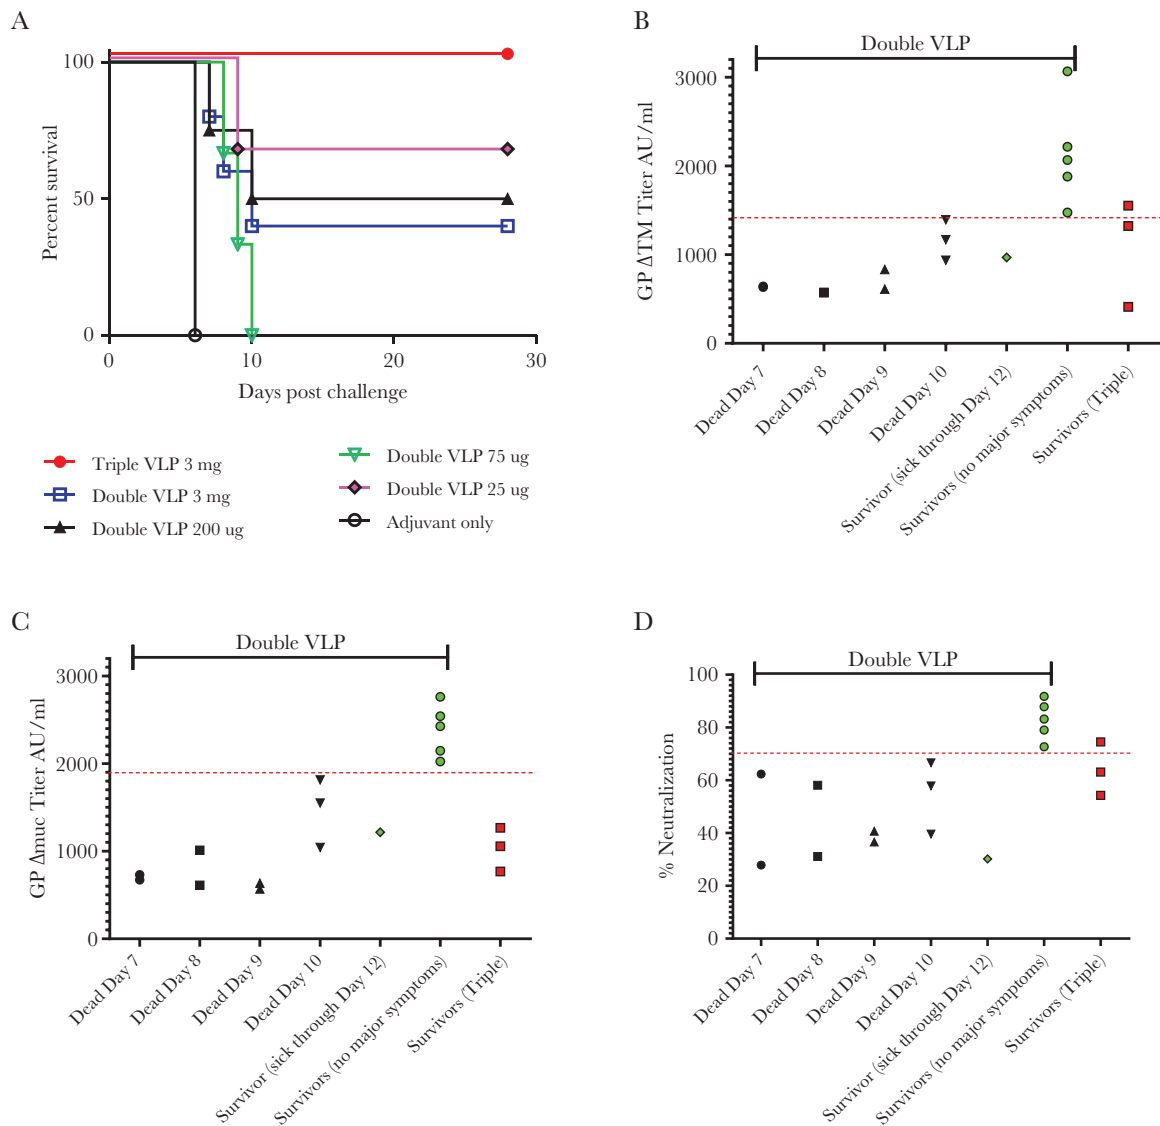 A
Percent survival
100
50
0
0 10 20 30
Days post challenge
Triple VLP 3 mg
Double VLP 3 mg
Double VLP 200 ug
Double VLP 75 ug
Double VLP 25 ug
Adjuvant only
B
Double VLP
GP ΔTM Titer AU/ml
3000
2000
1000
0
Dead Day 7
Dead Day 8
Dead Day 9
Dead Day 10
Survivor (sick through Day 12)
Survivors (no major symptoms)
Survivors (Triple)
C
Double VLP
GP Δmuc Titer AU/ml
3000
2000
1000
0
Dead Day 7
Dead Day 8
Dead Day 9
Dead Day 10
Survivor (sick through Day 12)
Survivors (no major symptoms)
Survivors (Triple)
D
Double VLP
% Neutralization
100
80
60
40
20
0
Dead Day 7
Dead Day 8
Dead Day 9
Dead Day 10
Survivor (sick through Day 12)
Survivors (no major symptoms)
Survivors (Triple)